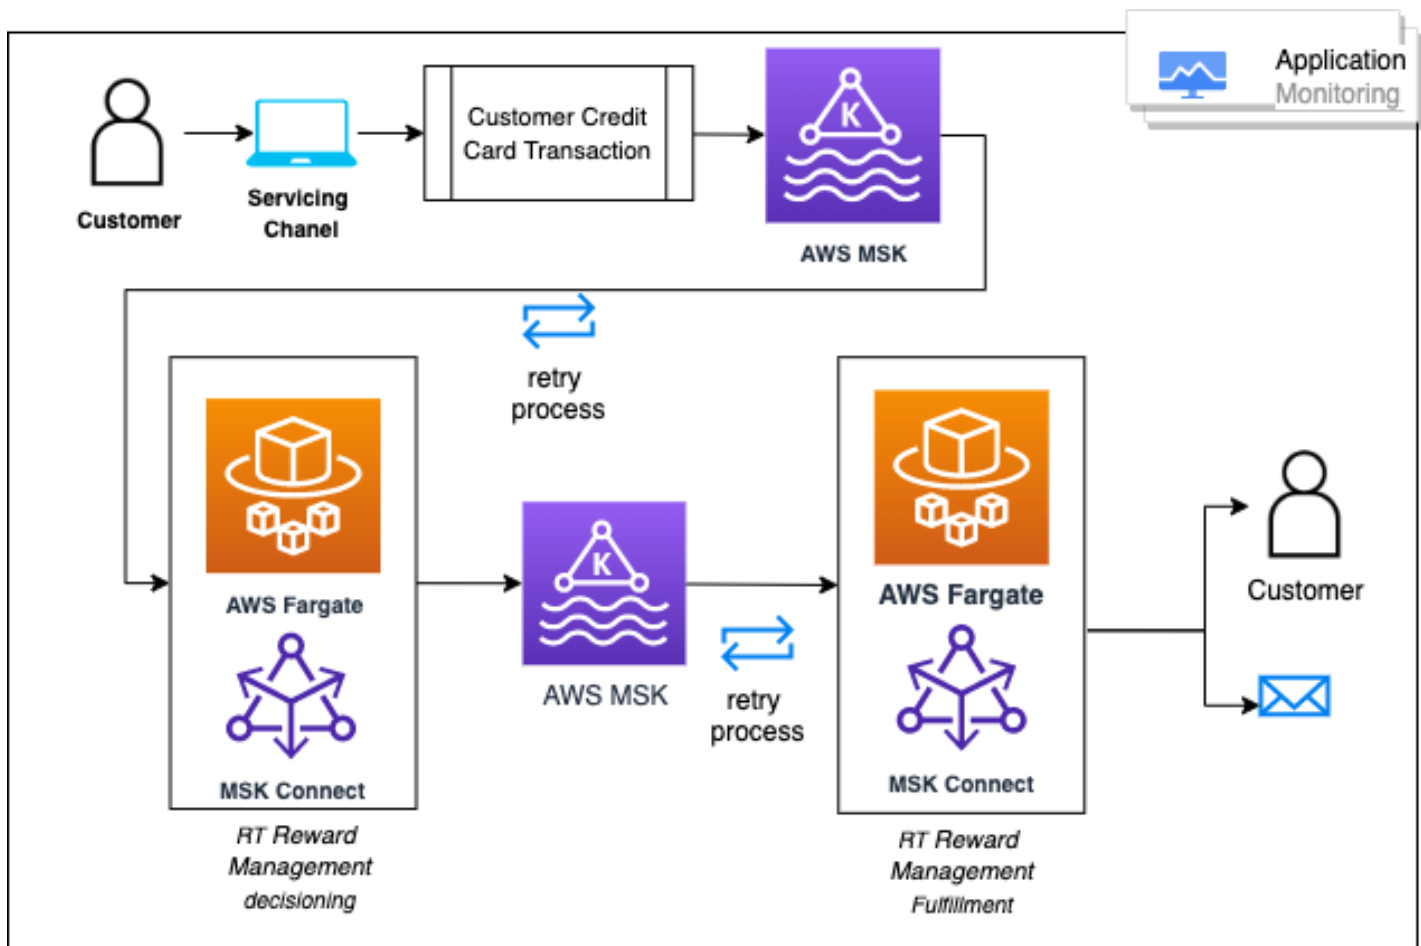 Application
Monitoring
Customer Credit
Card Transaction
K
Servicing
Chanel
Customer
AWS MSK
retry
process
AWS Fargate
MSK Connect
RT Reward
Management
decisioning
K
AWS MSK
retry
process
AWS Fargate
MSK Connect
RT Reward
Management
Fulfillment
Customer